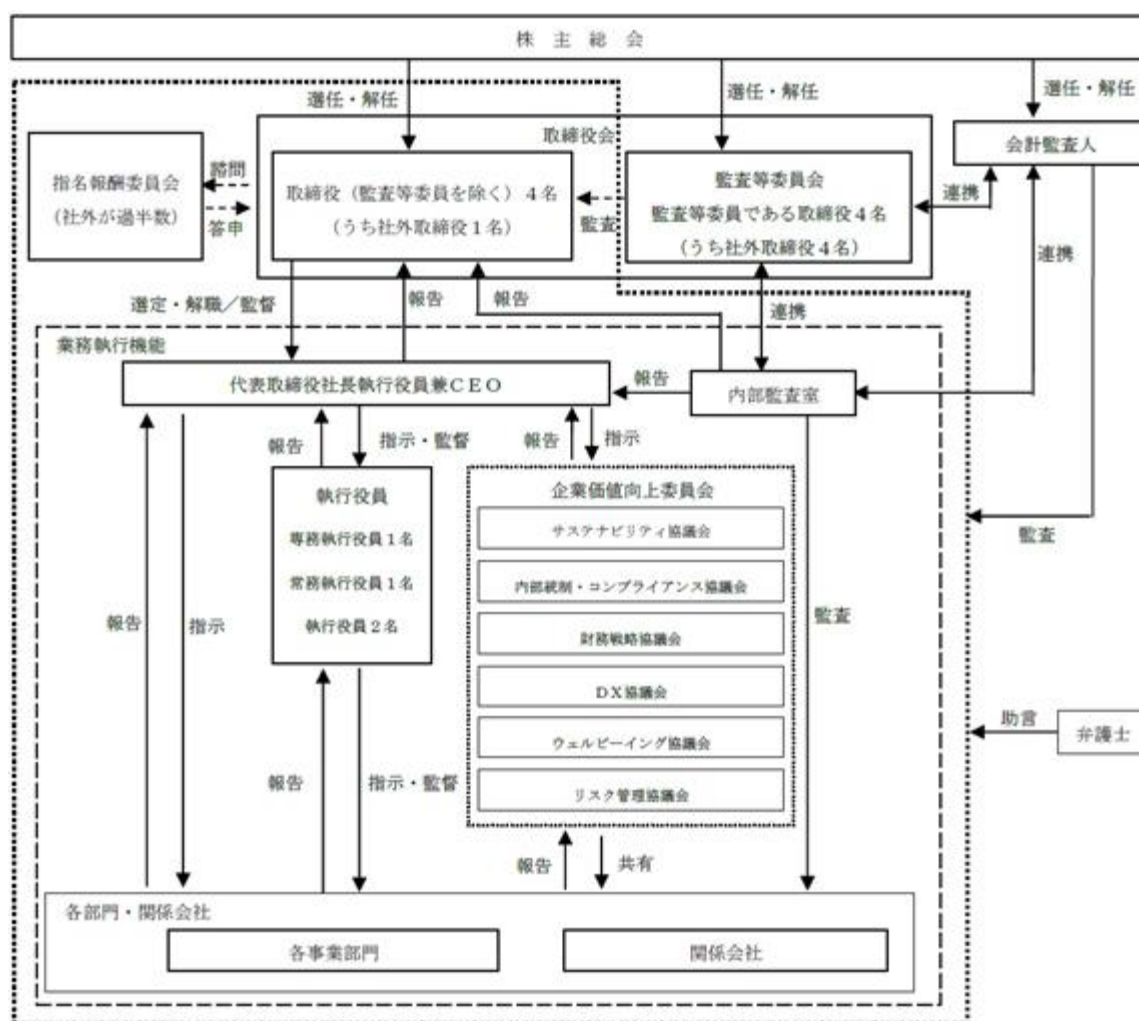 株主総会
選任・解任
選任・解任
選任・解任
取締役会
会計監査人
指名報酬委員会
(社外が過半数)
諮問
答申
取締役(監査等委員を除く)4名
(うち社外取締役1名)
監査
監査等委員会
監査等委員である取締役4名
(うち社外取締役4名)
連携
連携
選定・解職/監督
報告
報告
連携
業務執行機能
代表取締役社長執行役員兼CEO
報告
内部監査室
報告
指示・監督
報告
指示
執行役員
専務執行役員1名
常務執行役員1名
執行役員2名
企業価値向上委員会
サステナビリティ協議会
内部統制・コンプライアンス協議会
財務戦略協議会
DX協議会
ウェルビーイング協議会
リスク管理協議会
監査
監査
報告
指示
助言
弁護士
報告
指示・監督
報告
共有
各部門・関係会社
各事業部門
関係会社